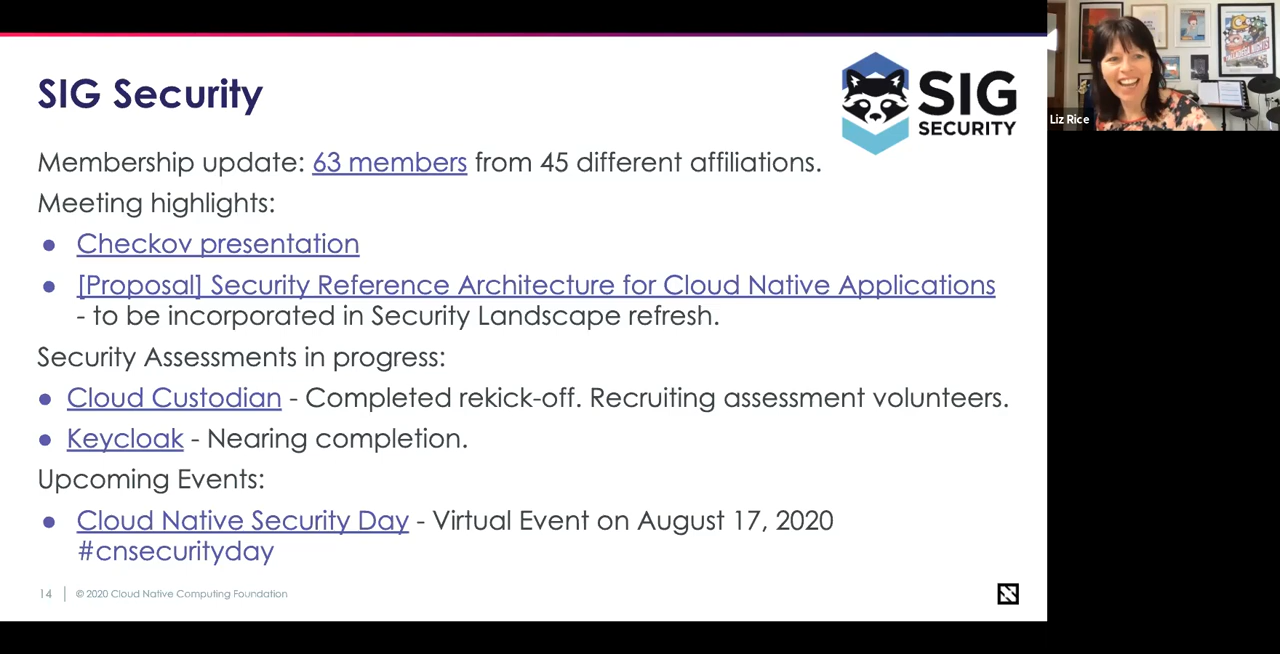 SIG Security
SIG
SECURITY
Liz Rice
Membership update: 63 members from 45 different affiliations.
Meeting highlights:
● Checkov presentation
● [Proposal] Security Reference Architecture for Cloud Native Applications
- to be incorporated in Security Landscape refresh.
Security Assessments in progress:
● Cloud Custodian - Completed rekick-off. Recruiting assessment volunteers.
● Keycloak - Nearing completion.
Upcoming Events:
● Cloud Native Security Day - Virtual Event on August 17, 2020
#cnsecurityday
14 | © 2020 Cloud Native Computing Foundation